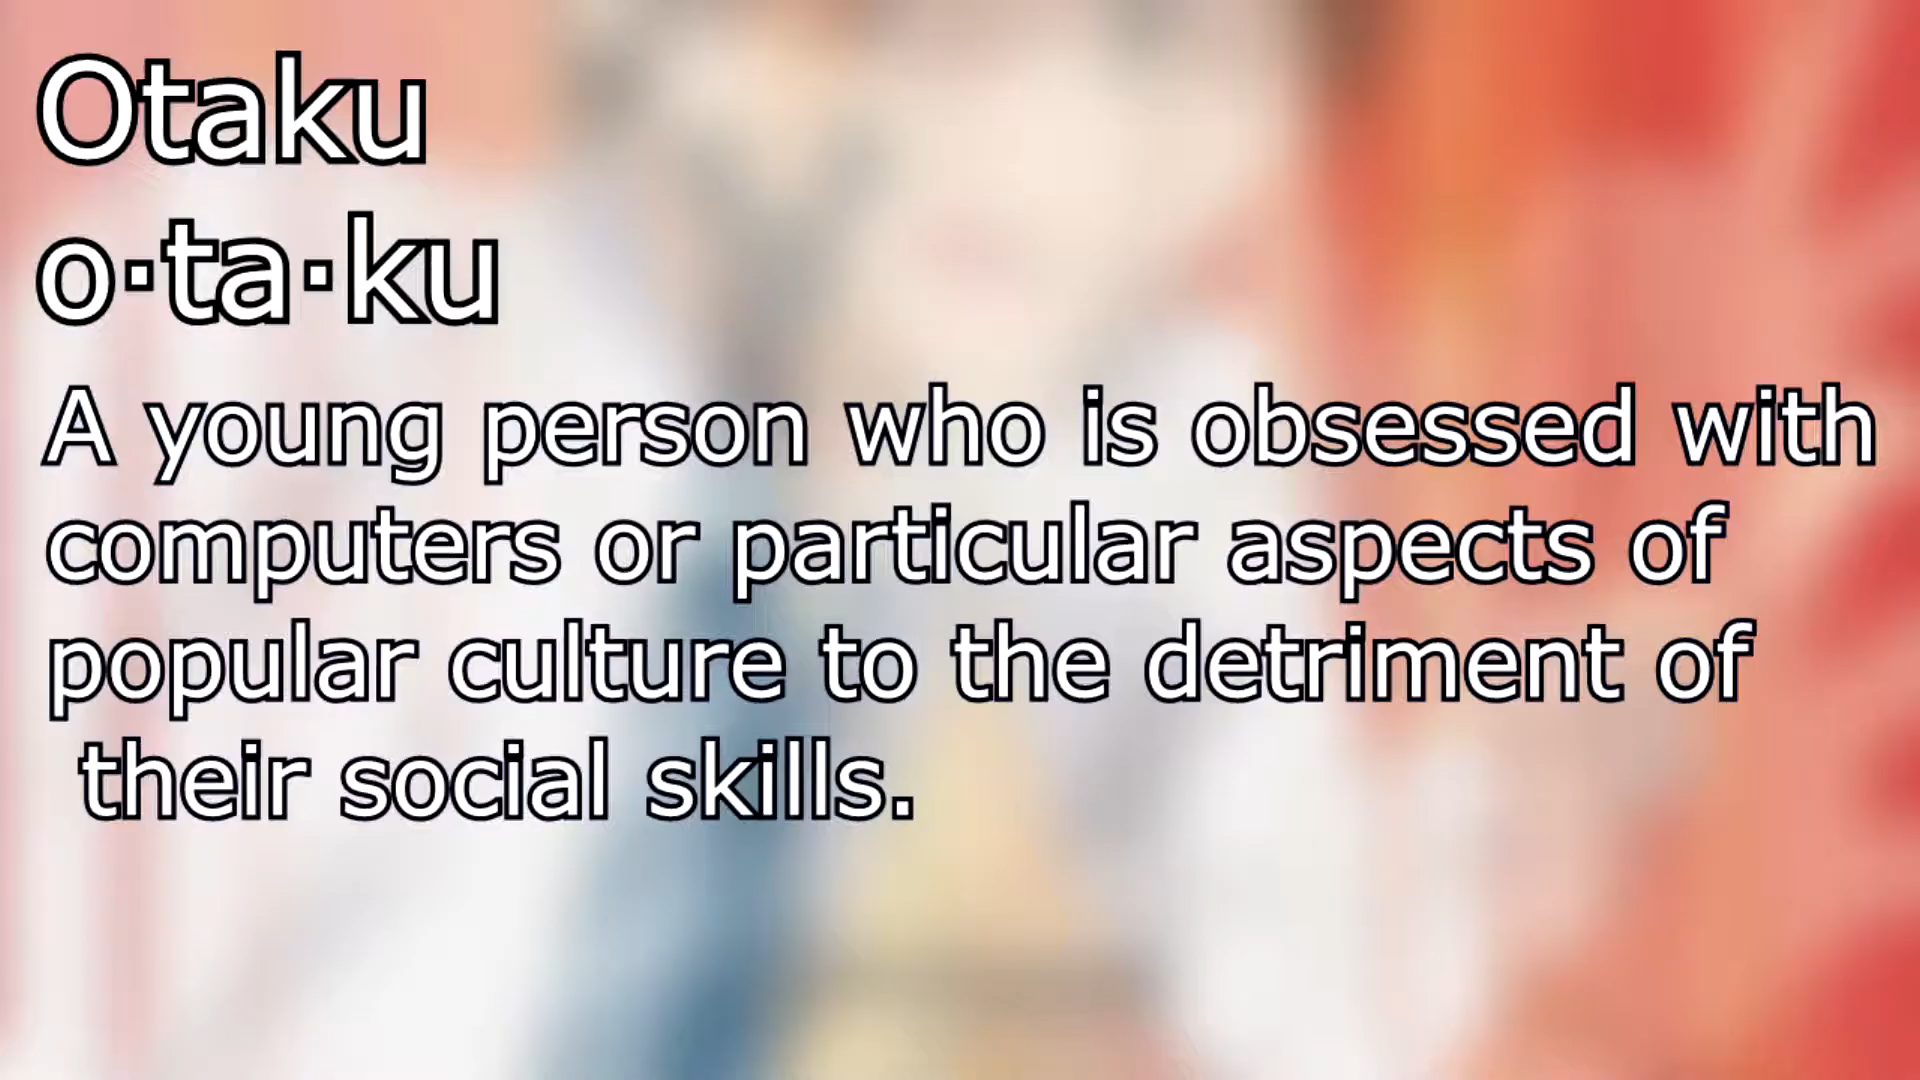 Otaku
o·ta·ku
A young person who is obsessed with
computers or particular aspects of
popular culture to the detriment of
their social skills.